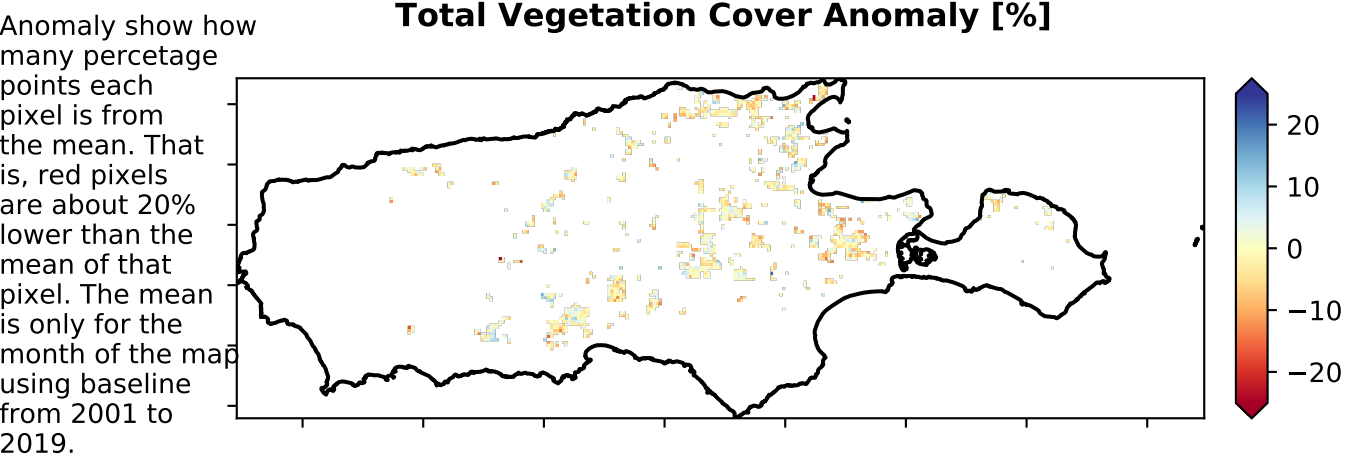 Total Vegetation Cover Anomaly [%]
Anomaly show how
many percetage
points each
pixel is from
the mean. That
is, red pixels
are about 20%
lower than the
mean of that
pixel. The mean
is only for the
month of the map
using baseline
from 2001 to
2019.
20
10
0
−10
−20